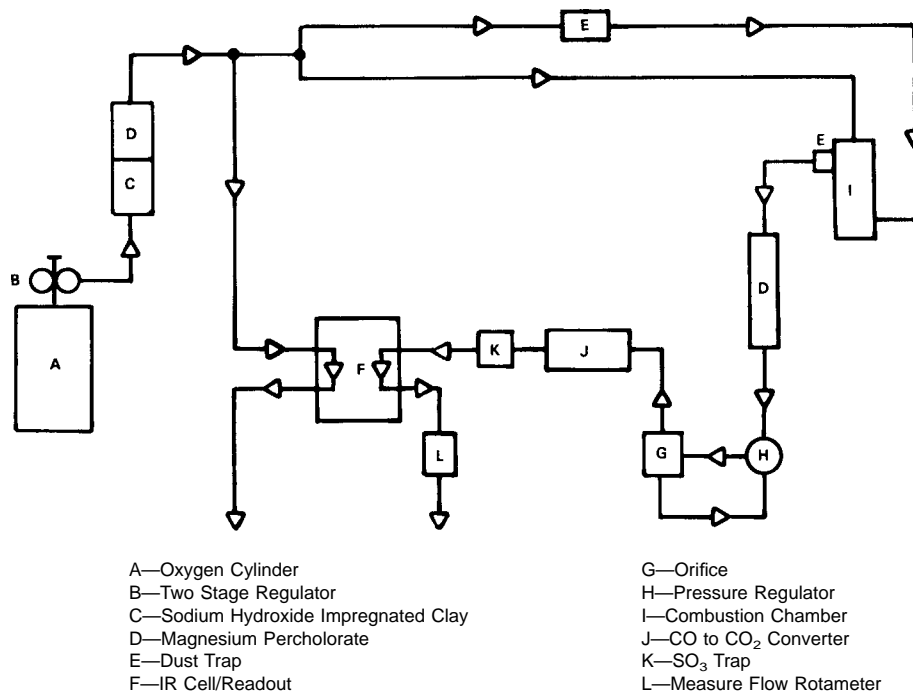 E
D
C
E
I
B
D
A
F
K
J
L
G
H
A—Oxygen Cylinder
B—Two Stage Regulator
C—Sodium Hydroxide Impregnated Clay
D—Magnesium Percholorate
E—Dust Trap
F—IR Cell/Readout
G—Orifice
H—Pressure Regulator
I—Combustion Chamber
J—CO to CO₂ Converter
K—SO₃ Trap
L—Measure Flow Rotameter